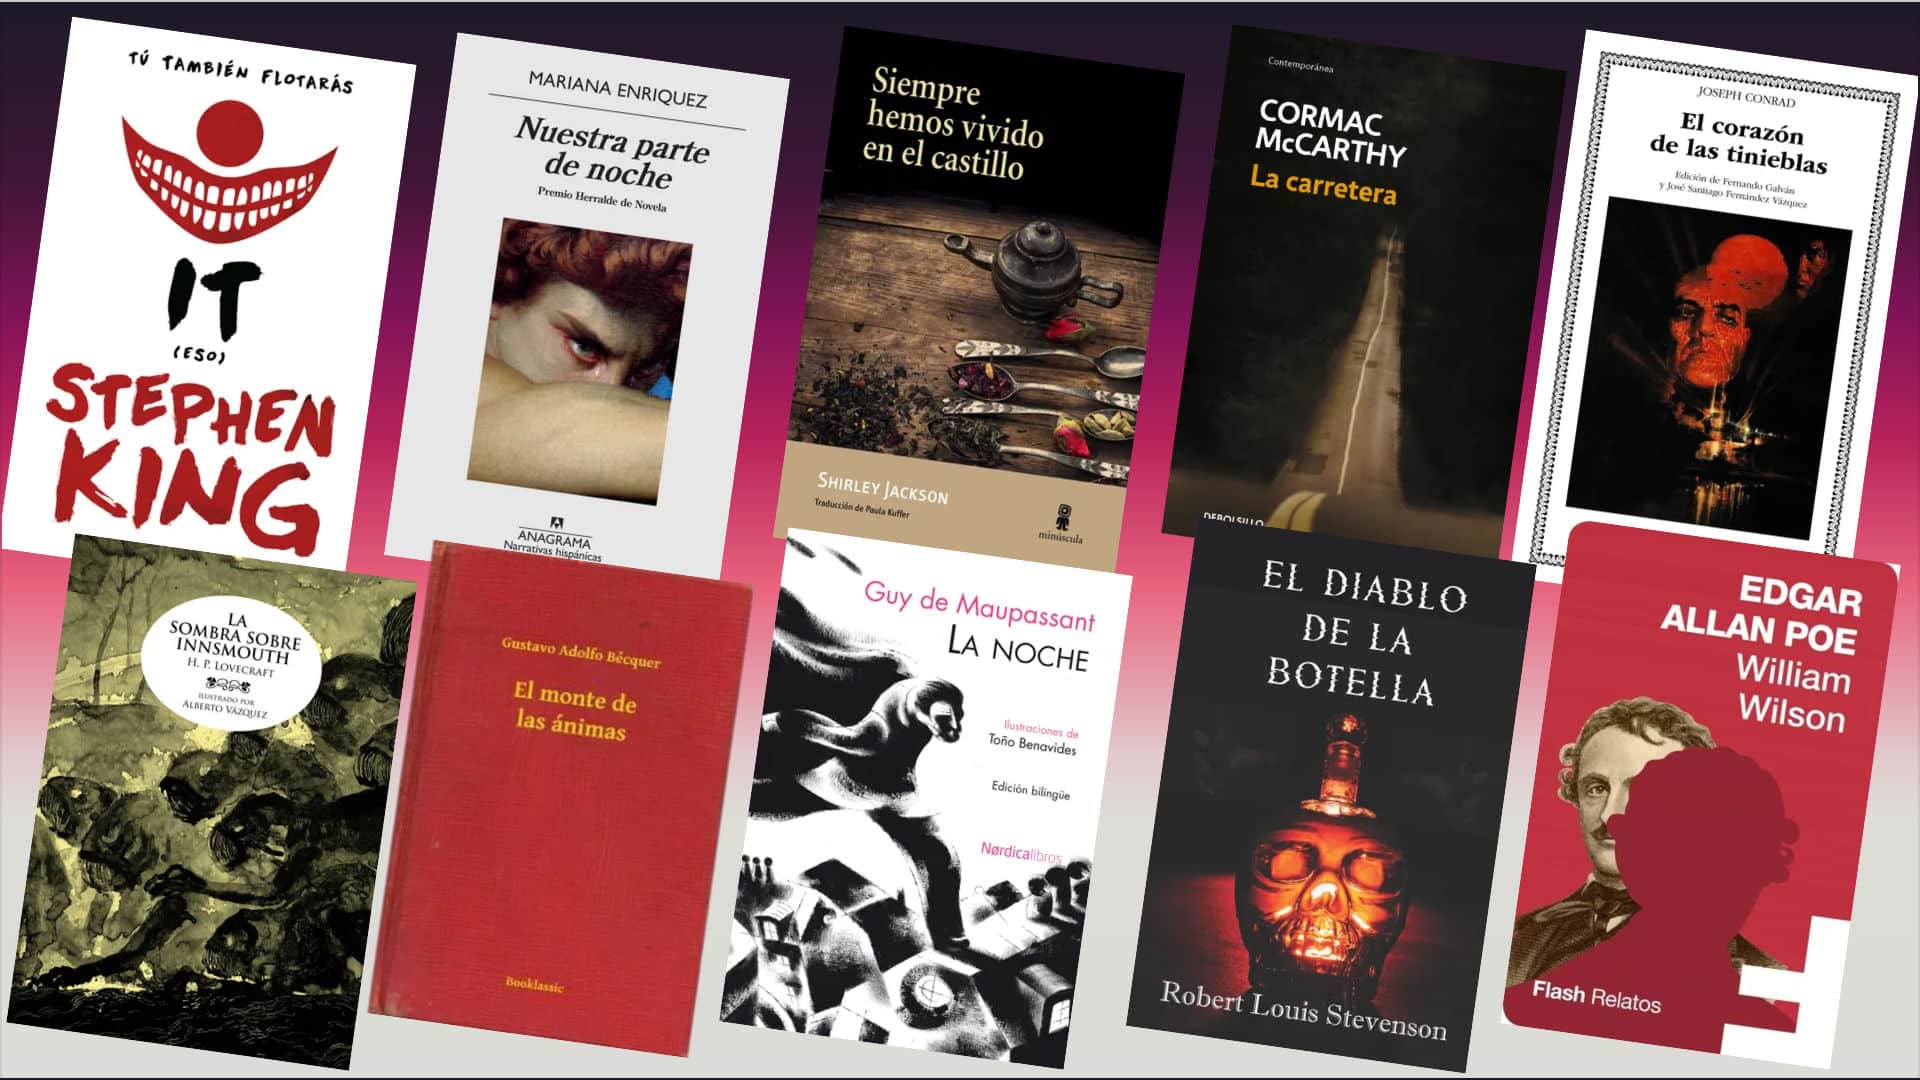 TÚ TAMBIÉN FLOTARÁS
IT
(ESO)
STEPHEN
KING
MARIANA ENRIQUEZ
Nuestra parte
de noche
Premio Herralde de Novela
ANAGRAMA
Narrativas hispánicas
Siempre
hemos vivido
en el castillo
SHIRLEY JACKSON
Traducción de Paula Kuffer
minúscula
Contemporánea
CORMAC
McCARTHY
La carretera
DEBOLSILLO
JOSEPH CONRAD
El corazón
de las tinieblas
Edición de Fernando Galván
y José Santiago Fernández Vázquez
LA
SOMBRA SOBRE
INNSMOUTH
H. P. LOVECRAFT
ILUSTRADO POR
ALBERTO VÁZQUEZ
Gustavo Adolfo Bécquer
El monte de
las ánimas
Booklassic
Guy de Maupassant
LA NOCHE
Ilustraciones de
Toño Benavides
Edición bilingüe
Nørdicalibros
EL DIABLO
DE LA
BOTELLA
Robert Louis Stevenson
EDGAR
ALLAN POE
William
Wilson
Flash Relatos